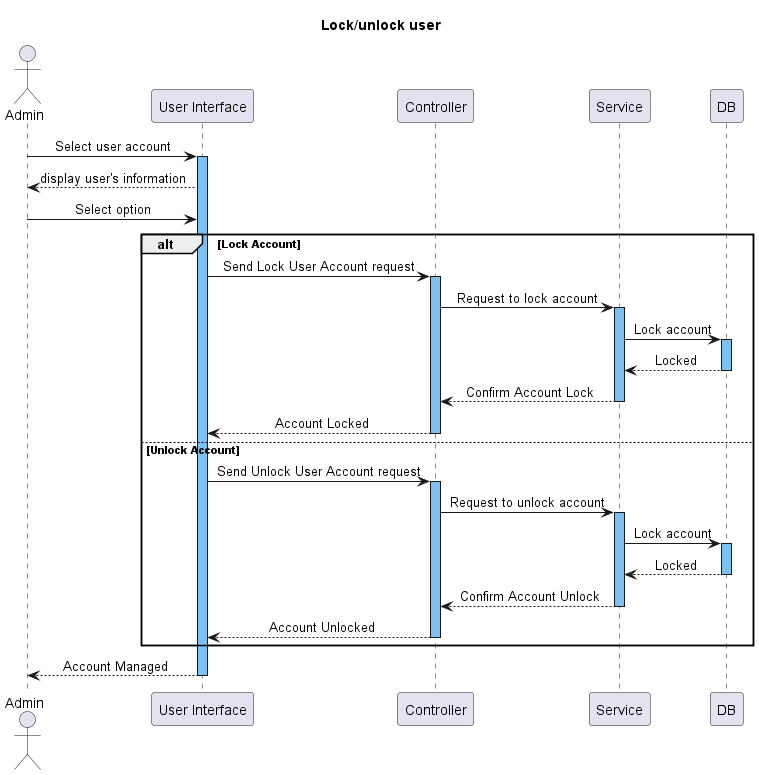 Lock/unlock user
Admin
User Interface
Controller
Service
DB
Select user account
display user's information
Select option
alt
[Lock Account]
Send Lock User Account request
Request to lock account
Lock account
Locked
Confirm Account Lock
Account Locked
[Unlock Account]
Send Unlock User Account request
Request to unlock account
Lock account
Locked
Confirm Account Unlock
Account Unlocked
Account Managed
Admin
User Interface
Controller
Service
DB